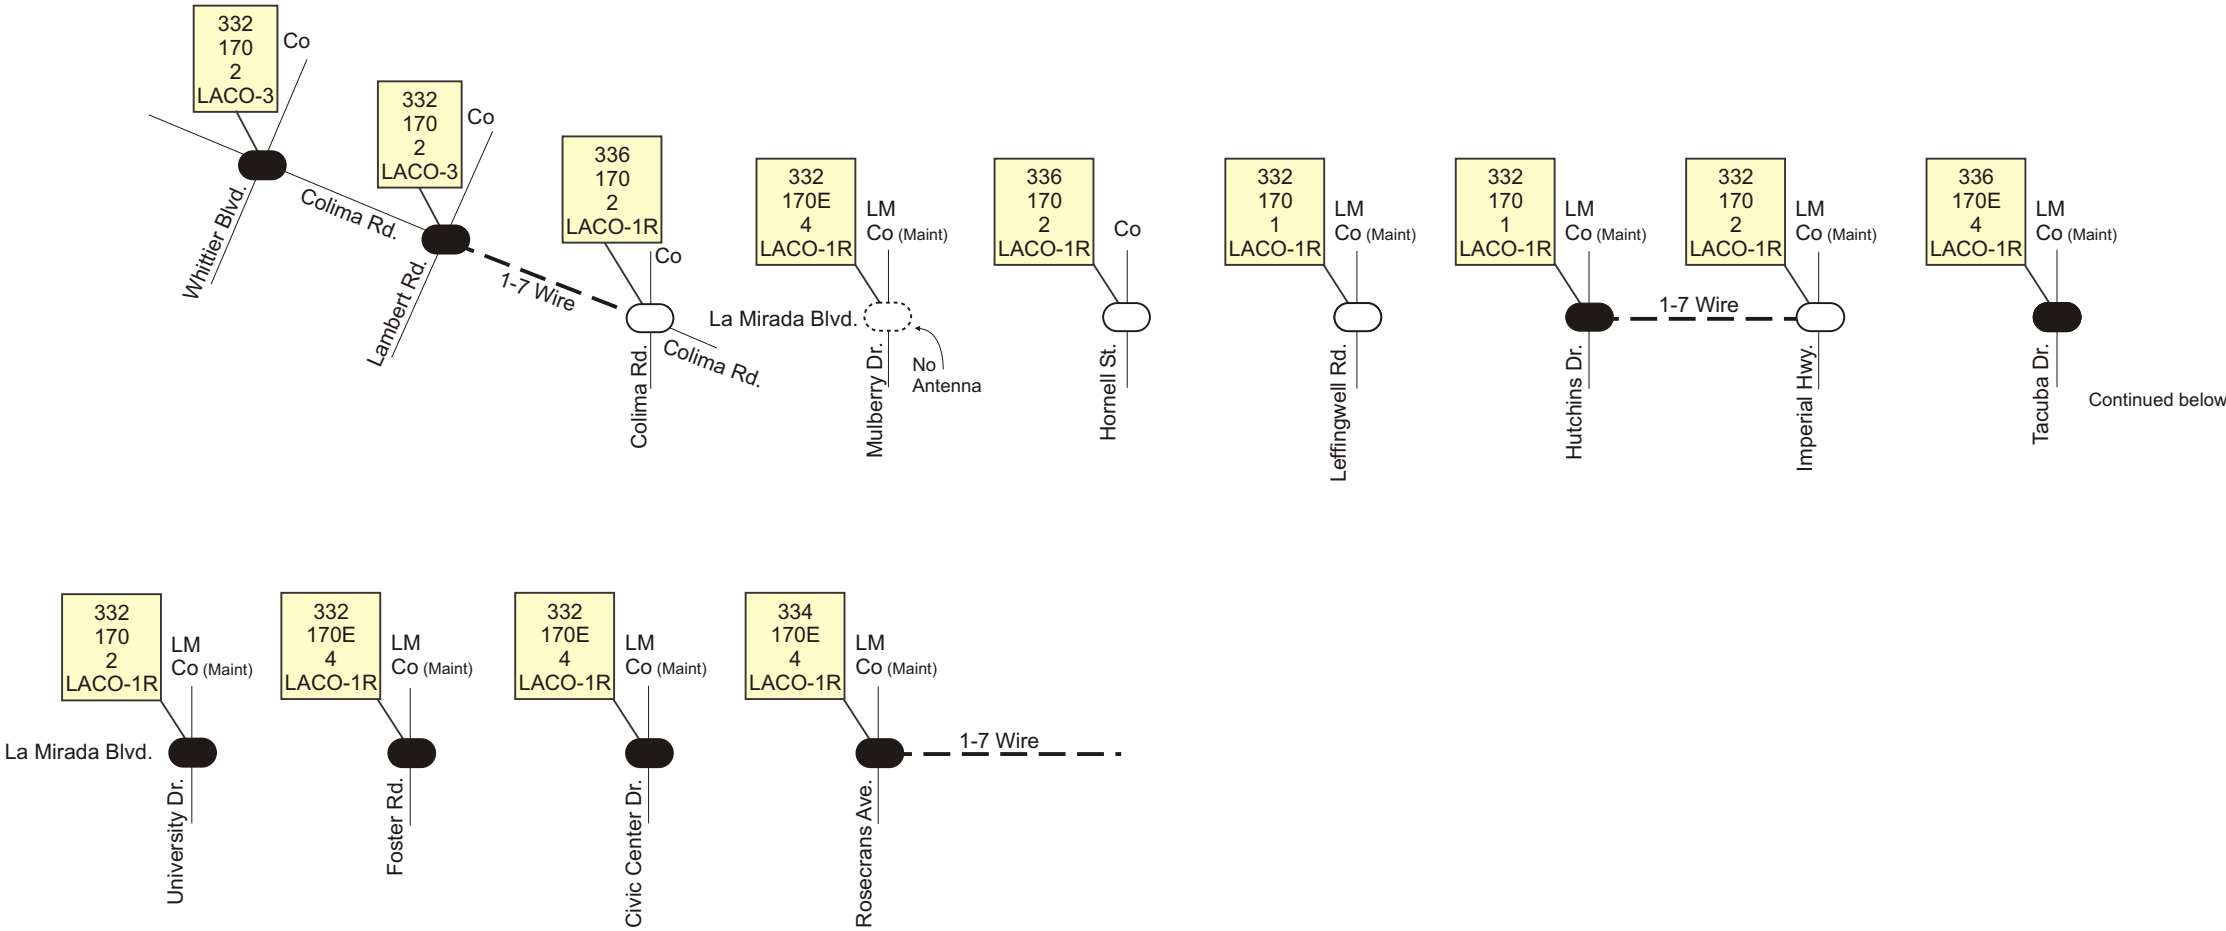 332
170
2
LACO-3
Co
Whittier Blvd.
Colima Rd.
332
170
2
LACO-3
Co
Lambert Rd.
1-7 Wire
336
170
2
LACO-1R
Co
Colima Rd.
Colima Rd.
La Mirada Blvd.
332
170E
4
LACO-1R
LM
Co (Maint)
Mulberry Dr.
No
Antenna
336
170
2
LACO-1R
Co
Hornell St.
332
170
1
LACO-1R
LM
Co (Maint)
Leffingwell Rd.
332
170
1
LACO-1R
LM
Co (Maint)
Hutchins Dr.
1-7 Wire
332
170
2
LACO-1R
LM
Co (Maint)
Imperial Hwy.
336
170E
4
LACO-1R
LM
Co (Maint)
Tacuba Dr.
Continued below
La Mirada Blvd.
332
170
2
LACO-1R
LM
Co (Maint)
University Dr.
332
170E
4
LACO-1R
LM
Co (Maint)
Foster Rd.
332
170E
4
LACO-1R
LM
Co (Maint)
Civic Center Dr.
334
170E
4
LACO-1R
LM
Co (Maint)
Rosecrans Ave.
1-7 Wire